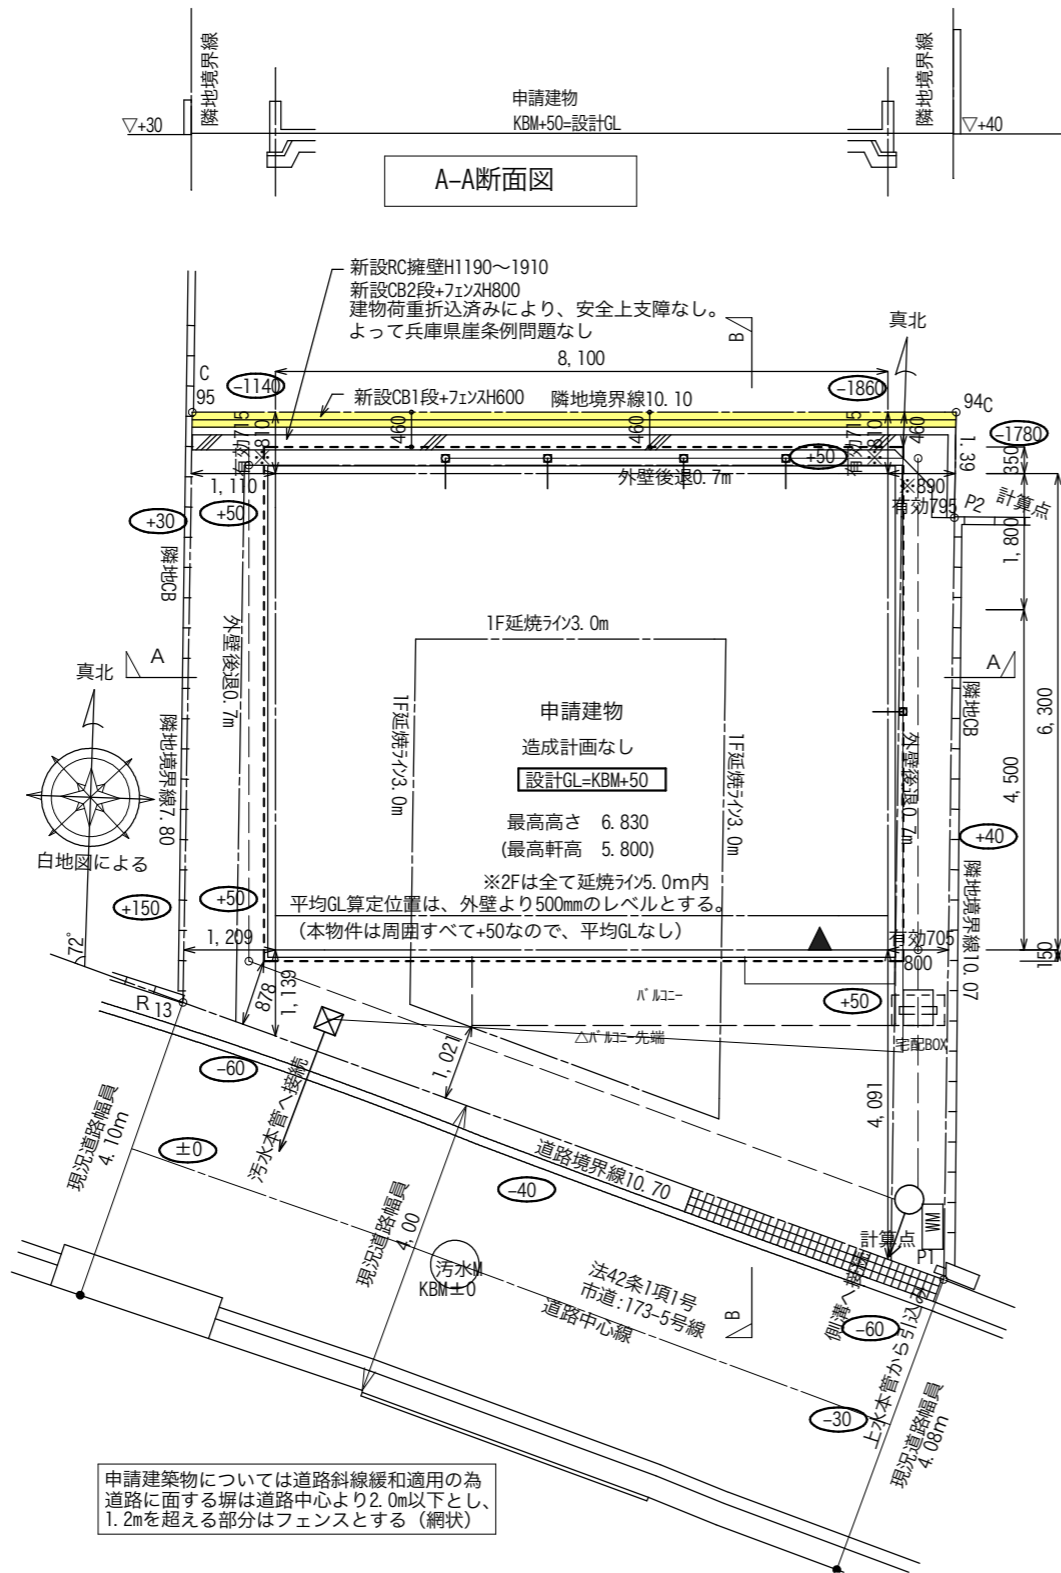 隣地境界線
隣地境界線
申請建物
KBM+50=設計GL
▽+30
▽+40
A-A断面図
新設RC擁壁H1190～1910
新設CB2段+フェンスH800
建物荷重折込済みにより、安全上支障なし。
よって兵庫県崖条例問題なし
B
真北
8,100
C
95
-1140
新設CB1段+フェンスH600
隣地境界線10.10
-1860
94C
有効715
※810
460
460
有効715
※810
460
1.39
-1780
350
+50
外壁後退0.7m
1,110
※890
有効795
P2
計算点
+30
+50
1,800
隣地CB
外壁後退0.7m
1F延焼ライン3.0m
A
A
真北
1F延焼ライン3.0m
申請建物
造成計画なし
設計GL=KBM+50
1F延焼ライン3.0m
外壁後退0.7m
隣地CB
6,300
4,500
隣地境界線7.80
最高高さ 6.830
(最高軒高 5.800)
+40
白地図による
※2Fは全て延焼ライン5.0m内
平均GL算定位置は、外壁より500mmのレベルとする。
(本物件は周囲すべて+50なので、平均GLなし)
+50
+150
隣地境界線10.07
72°
1,209
有効705
800
150
878
1,139
バルコニー
+50
R
13
△バルコニー先端
宅配BOX
1,021
-60
汚水本管へ接続
4,091
現況道路幅員
4.10m
±0
道路境界線10.70
-40
現況道路幅員
4.00
WM
計算点
P1
汚水M
KBM±0
法42条1項1号
市道:173-5号線
道路中心線
B
側溝へ接続
-60
上水本管から引込み
-30
現況道路幅員
4.08m
申請建築物については道路斜線緩和適用の為
道路に面する塀は道路中心より2.0m以下とし、
1.2mを超える部分はフェンスとする(網状)